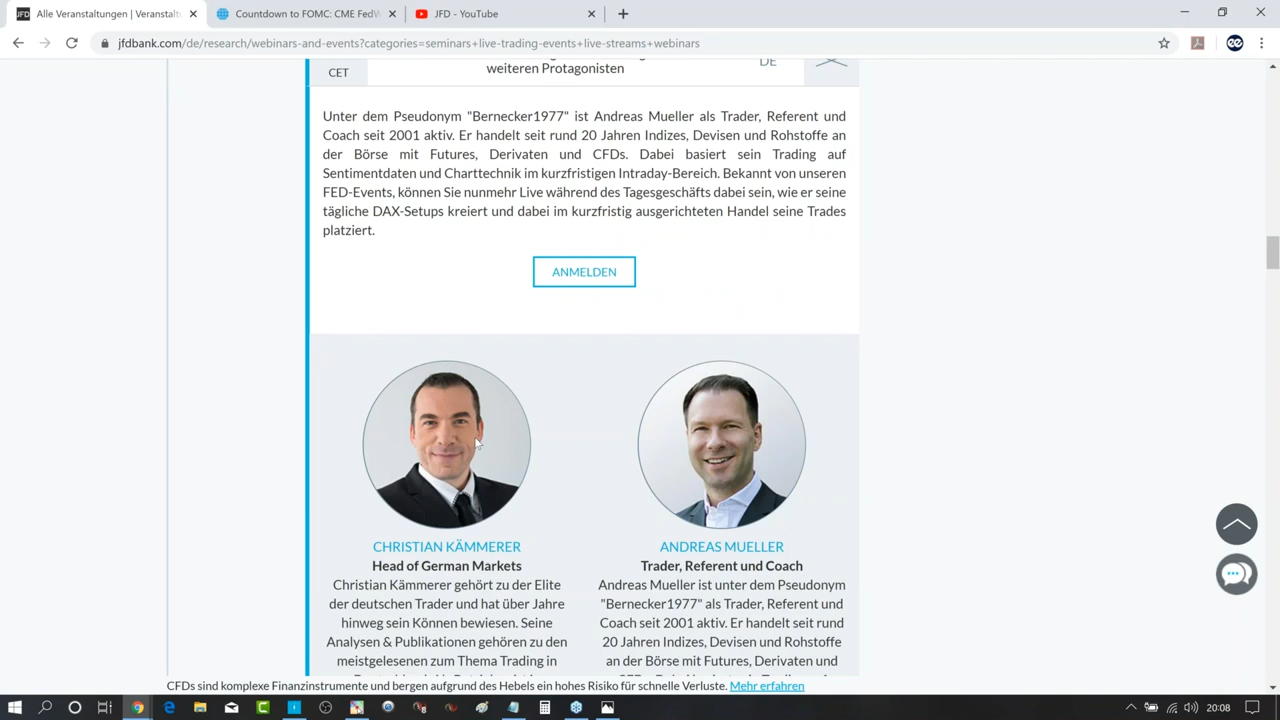 Alle Veranstaltungen | Veranstalt
Countdown to FOMC: CME FedW
JFD - YouTube
jfdbank.com/de/research/webinars-and-events?categories=seminars+live-trading-events+live-streams+webinars
CET
weiteren Protagonisten
DE
Unter dem Pseudonym "Bernecker1977" ist Andreas Mueller als Trader, Referent und
Coach seit 2001 aktiv. Er handelt seit rund 20 Jahren Indizes, Devisen und Rohstoffe an
der Börse mit Futures, Derivaten und CFDs. Dabei basiert sein Trading auf
Sentimentdaten und Charttechnik im kurzfristigen Intraday-Bereich. Bekannt von unseren
FED-Events, können Sie nunmehr Live während des Tagesgeschäfts dabei sein, wie er seine
tägliche DAX-Setups kreiert und dabei im kurzfristig ausgerichteten Handel seine Trades
platziert.
ANMELDEN
CHRISTIAN KÄMMERER
Head of German Markets
Christian Kämmerer gehört zu der Elite
der deutschen Trader und hat über Jahre
hinweg sein Können bewiesen. Seine
Analysen & Publikationen gehören zu den
meistgelesenen zum Thema Trading in
ANDREAS MUELLER
Trader, Referent und Coach
Andreas Mueller ist unter dem Pseudonym
"Bernecker1977" als Trader, Referent und
Coach seit 2001 aktiv. Er handelt seit rund
20 Jahren Indizes, Devisen und Rohstoffe
an der Börse mit Futures, Derivaten und
CFDs sind komplexe Finanzinstrumente und bergen aufgrund des Hebels ein hohes Risiko für schnelle Verluste. Mehr erfahren
20:08